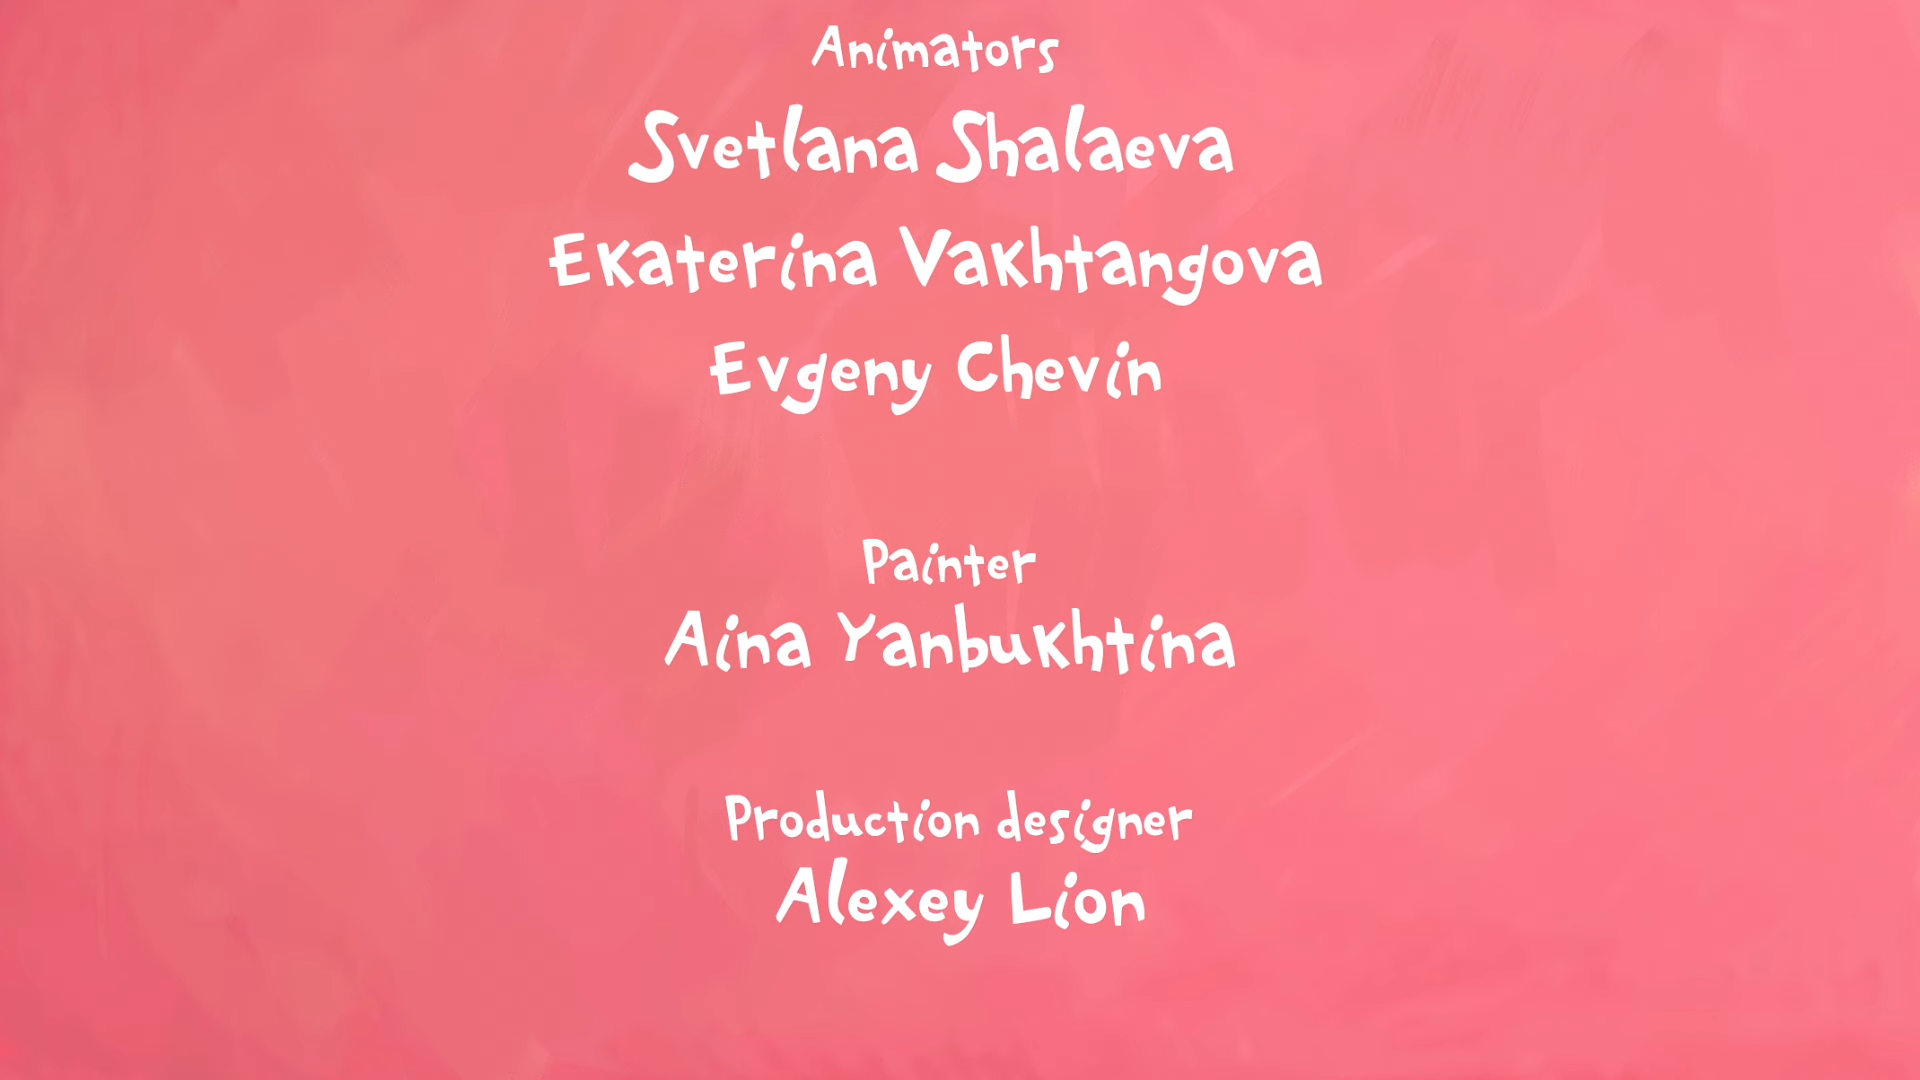 Animators
Svetlana Shalaeva
Ekaterina Vakhtangova
Evgeny Chevin
Painter
Aina Yanbukhtina
Production designer
Alexey Lion